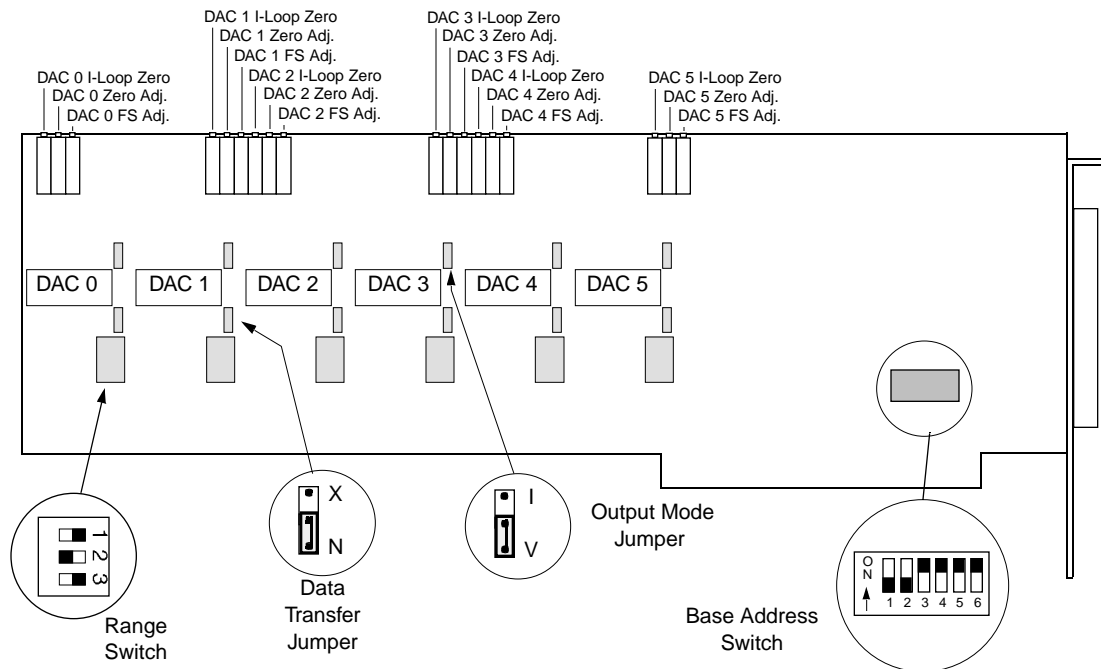 DAC 1 I-Loop Zero
DAC 1 Zero Adj.
DAC 1 FS Adj.
DAC 2 I-Loop Zero
DAC 2 Zero Adj.
DAC 2 FS Adj.
DAC 3 I-Loop Zero
DAC 3 Zero Adj.
DAC 3 FS Adj.
DAC 4 I-Loop Zero
DAC 4 Zero Adj.
DAC 4 FS Adj.
DAC 0 I-Loop Zero
DAC 0 Zero Adj.
DAC 0 FS Adj.
DAC 5 I-Loop Zero
DAC 5 Zero Adj.
DAC 5 FS Adj.
DAC 0
DAC 1
DAC 2
DAC 3
DAC 4
DAC 5
1
2
3
Range
Switch
X
N
Data
Transfer
Jumper
I
V
Output Mode
Jumper
Base Address
Switch
ON
1 2 3 4 5 6